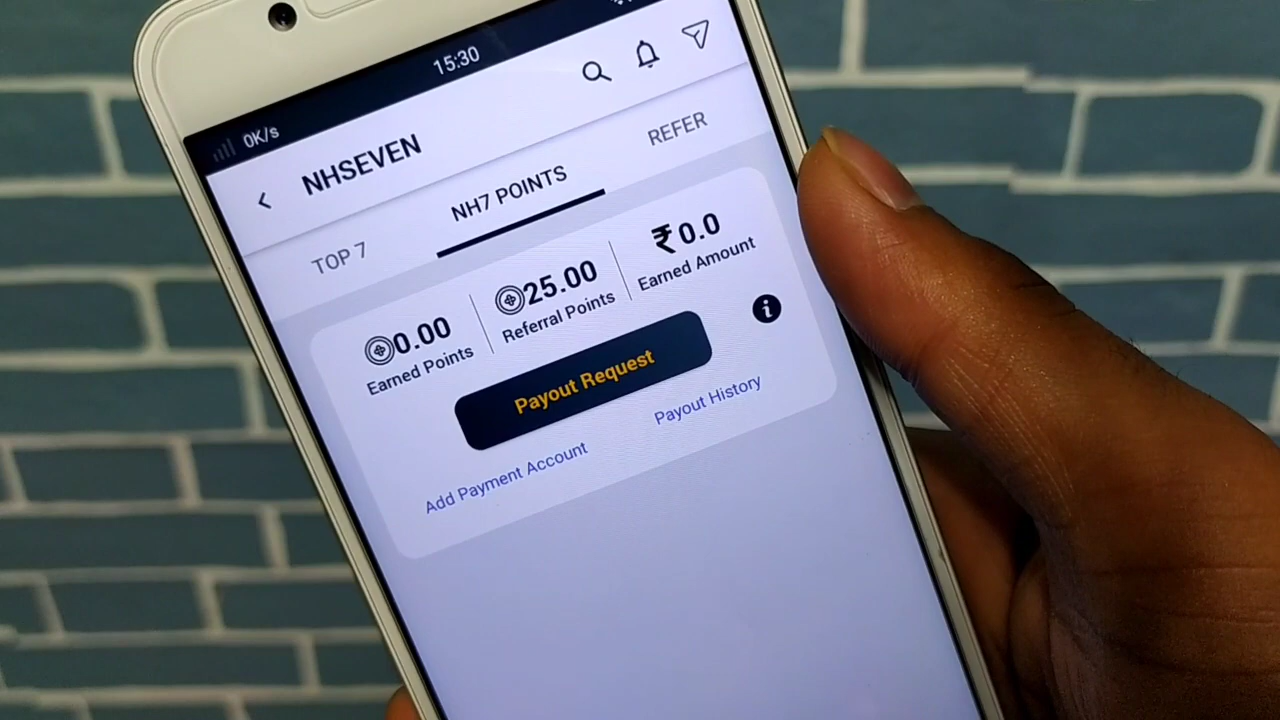 15:30
0K/s
NHSEVEN
TOP 7
NH7 POINTS
REFER
0.00
Earned Points
25.00
Referral Points
₹0.0
Earned Amount
Payout Request
Add Payment Account
Payout History